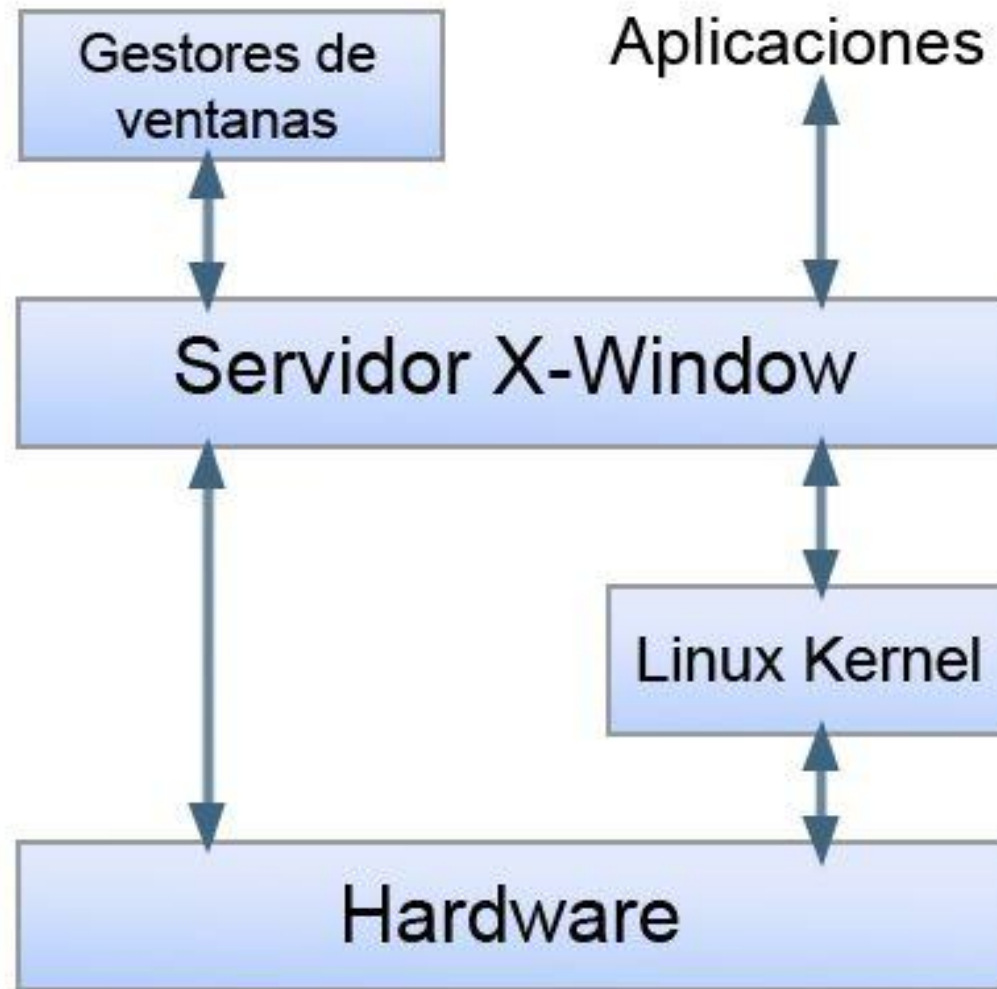 Gestores de
ventanas
Aplicaciones
Servidor X-Window
Linux Kernel
Hardware